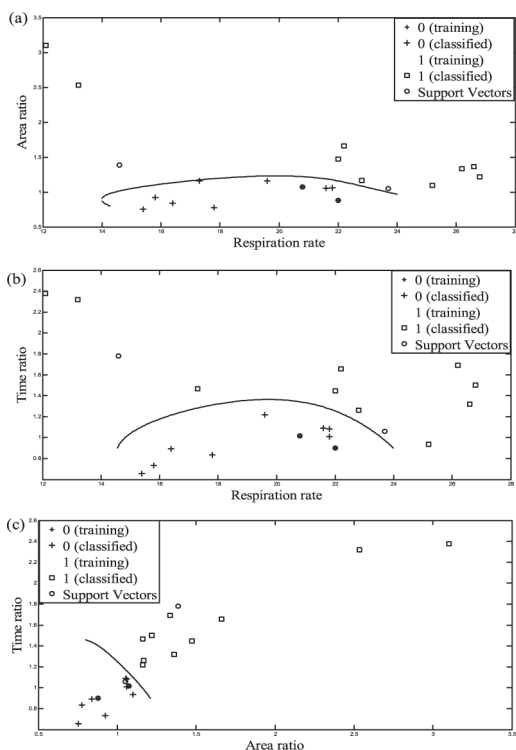 (a)
3.5
3
2.5
2
1.5
1
0.5
Area ratio
0 (training)
0 (classified)
1 (training)
1 (classified)
Support Vectors
12 14 16 18 20 22 24 26 28
Respiration rate
(b)
2.6
2.4
2.2
2
1.8
1.6
1.4
1.2
1
0.8
0.6
Time ratio
0 (training)
0 (classified)
1 (training)
1 (classified)
Support Vectors
12 14 16 18 20 22 24 26 28
Respiration rate
(c)
2.6
2.4
2.2
2
1.8
1.6
1.4
1.2
1
0.8
0.6
Time ratio
0 (training)
0 (classified)
1 (training)
1 (classified)
Support Vectors
0.5 1 1.5 2 2.5 3 3.5
Area ratio